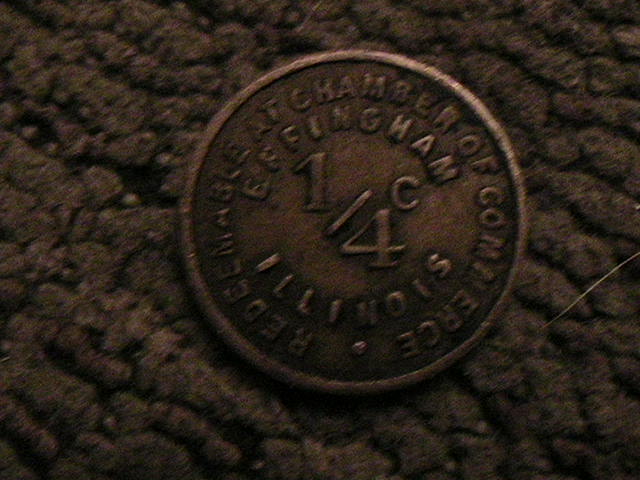 REDEEMABLE AT CHAMBER OF COMMERCE
EFFINGHAM
1/4 C
ILLINOIS